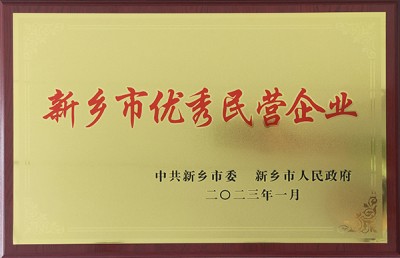 新乡市优秀民营企业
中共新乡市委 新乡市人民政府
二〇二三年一月